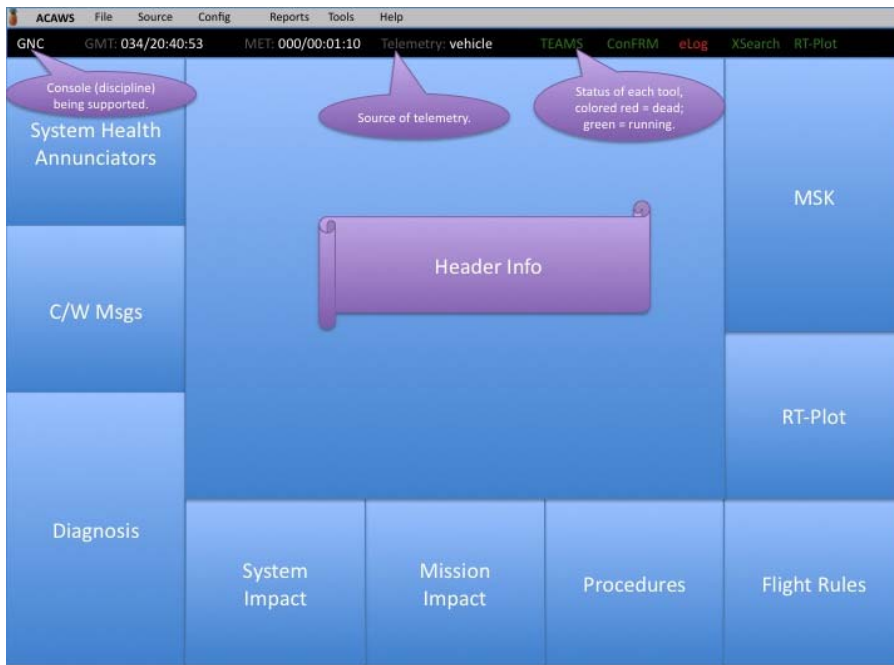 ACAWS File Source Config Reports Tools Help
GNC GMT: 034/20:40:53 MET: 000/00:01:10 Telemetry: vehicle TEAMS ConFRM eLog XSearch RT-Plot
Console (discipline)
being supported.
Source of telemetry.
Status of each tool,
colored red = dead;
green = running.
System Health
Annunciators
MSK
Header Info
C/W Msgs
RT-Plot
Diagnosis
System
Impact
Mission
Impact
Procedures
Flight Rules